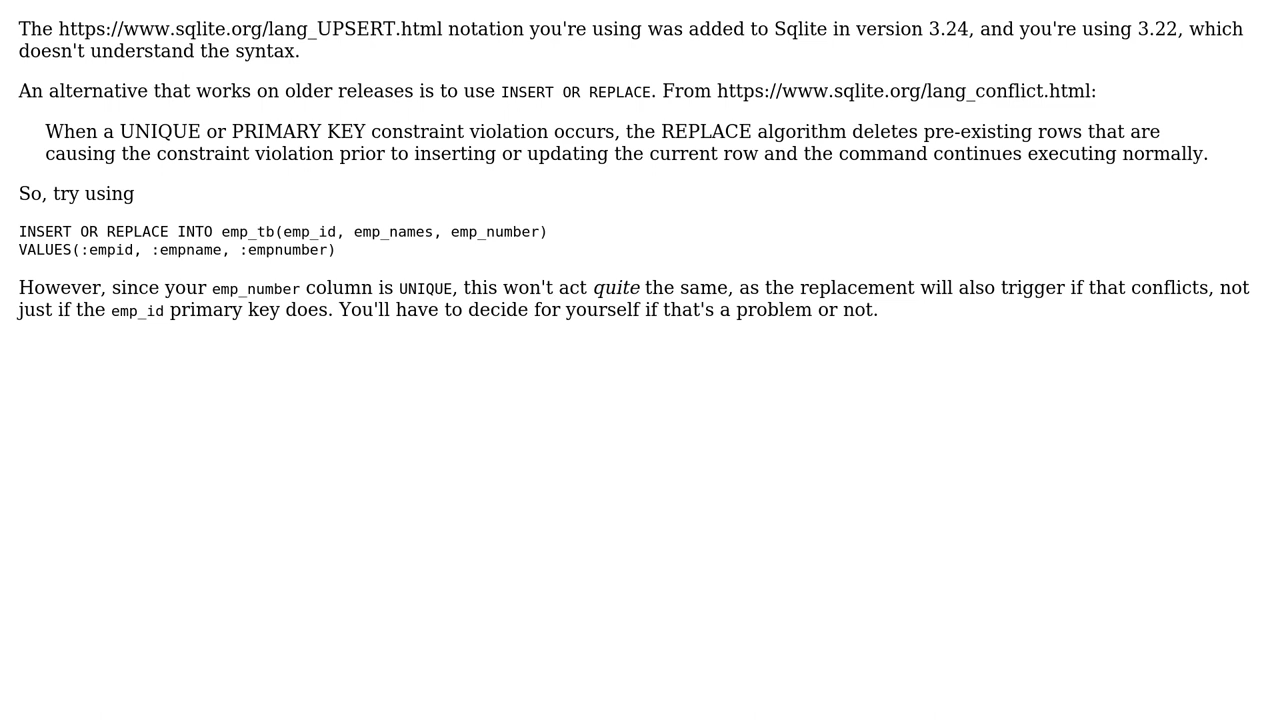 The https://www.sqlite.org/lang_UPSERT.html notation you're using was added to Sqlite in version 3.24, and you're using 3.22, which
doesn't understand the syntax.
An alternative that works on older releases is to use INSERT OR REPLACE. From https://www.sqlite.org/lang_conflict.html:
When a UNIQUE or PRIMARY KEY constraint violation occurs, the REPLACE algorithm deletes pre-existing rows that are
causing the constraint violation prior to inserting or updating the current row and the command continues executing normally.
So, try using
INSERT OR REPLACE INTO emp_tb(emp_id, emp_names, emp_number)
VALUES(:empid, :empname, :empnumber)
However, since your emp_number column is UNIQUE, this won't act quite the same, as the replacement will also trigger if that conflicts, not
just if the emp_id primary key does. You'll have to decide for yourself if that's a problem or not.